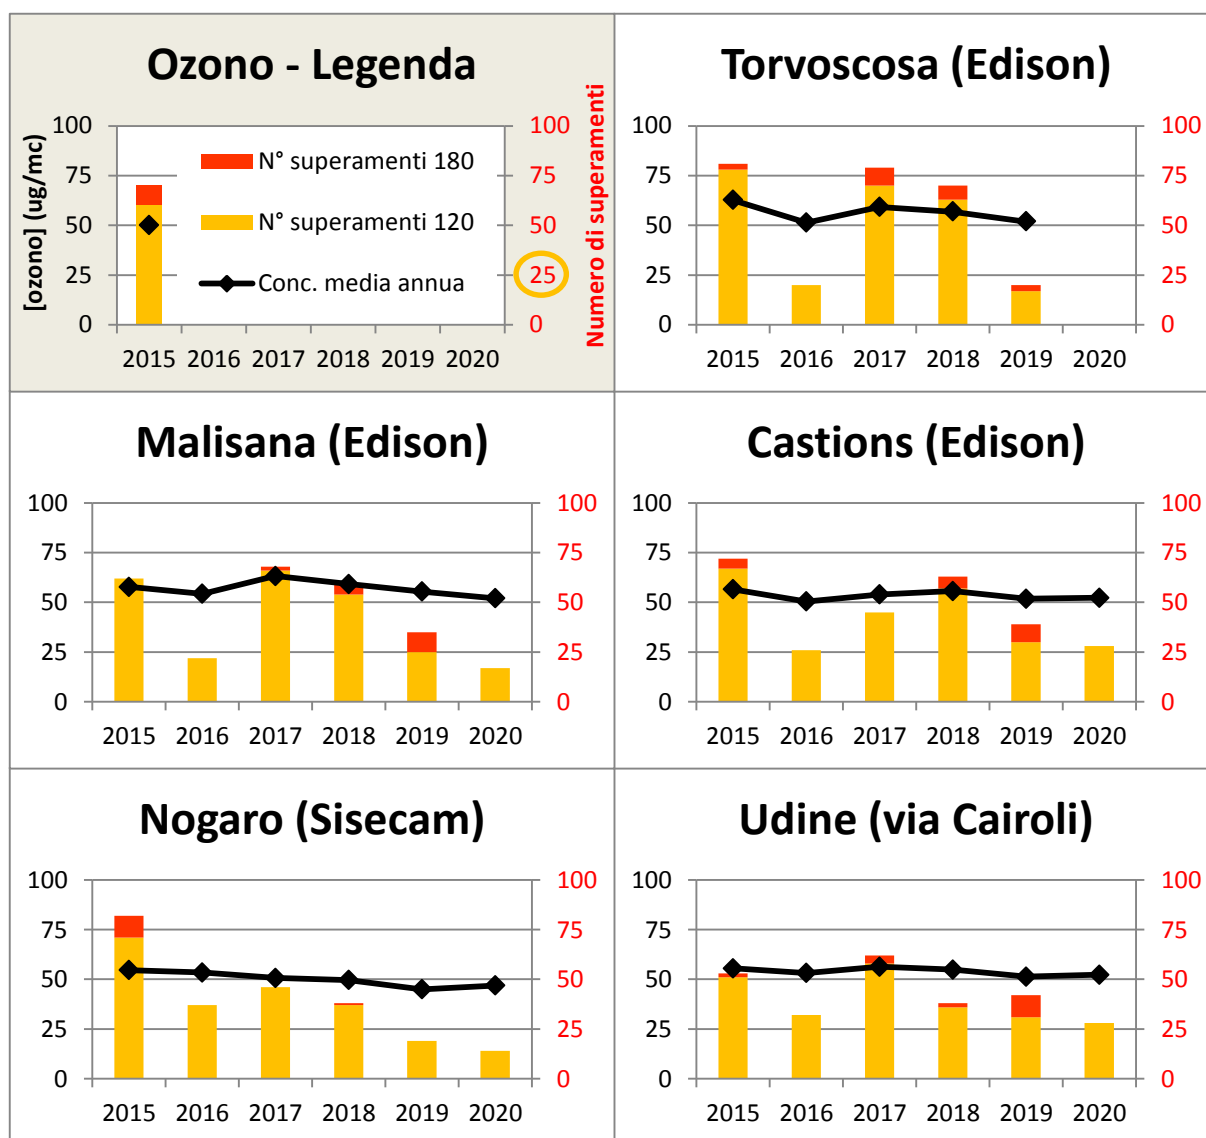 Ozono - Legenda
[ozono] (ug/mc)
Numero di superamenti
100 100
75 75
50 50
25 25
0 0
N° superamenti 180
N° superamenti 120
Conc. media annua
2015 2016 2017 2018 2019 2020
Torvoscosa (Edison)
100 100
75 75
50 50
25 25
0 0
2015 2016 2017 2018 2019 2020
Malisana (Edison)
100 100
75 75
50 50
25 25
0 0
2015 2016 2017 2018 2019 2020
Castions (Edison)
100 100
75 75
50 50
25 25
0 0
2015 2016 2017 2018 2019 2020
Nogaro (Sisecam)
100 100
75 75
50 50
25 25
0 0
2015 2016 2017 2018 2019 2020
Udine (via Cairoli)
100 100
75 75
50 50
25 25
0 0
2015 2016 2017 2018 2019 2020